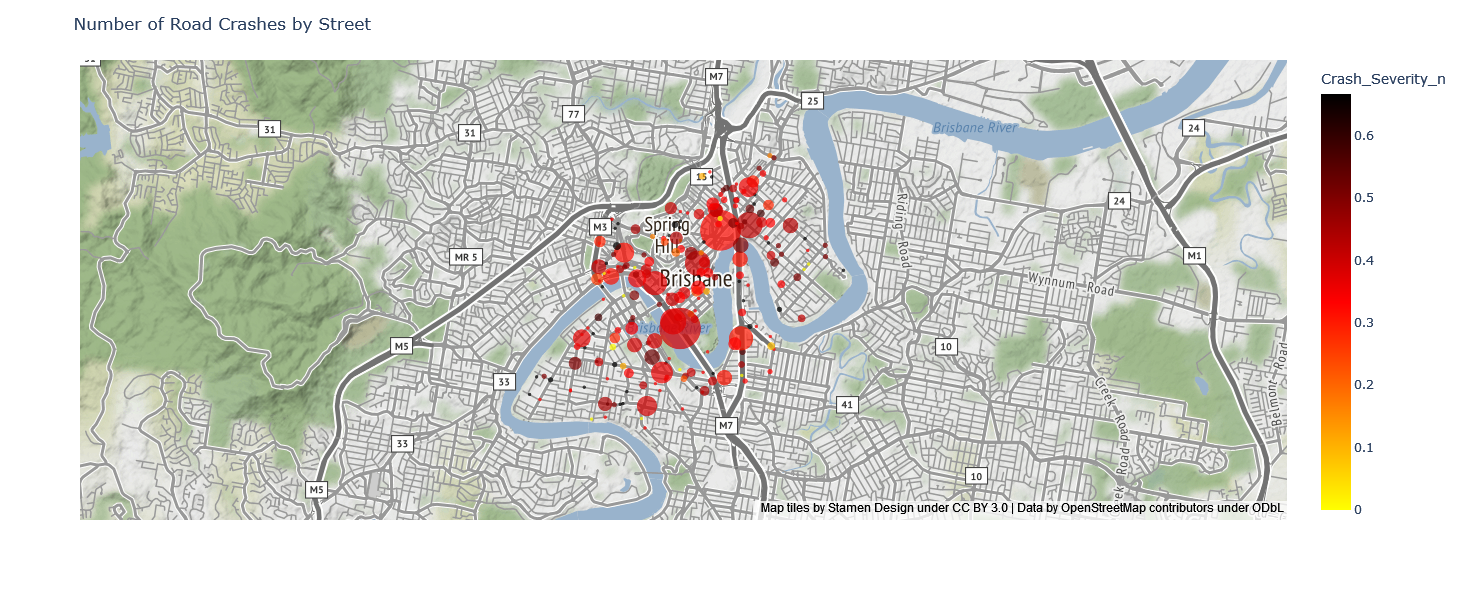 Number of Road Crashes by Street
Crash_Severity_n
0.6
0.5
0.4
0.3
0.2
0.1
0
31
M7
77
25
31
31
Brisbane River
24
15
24
Riding Road
M3
Spring
Hill
MR 5
M1
Brisbane
Wynnum Road
Brisbane River
M5
10
Belmont Road
33
Creek Road
41
M7
33
10
M5
Creek Road
Map tiles by Stamen Design under CC BY 3.0 | Data by OpenStreetMap contributors under ODbL